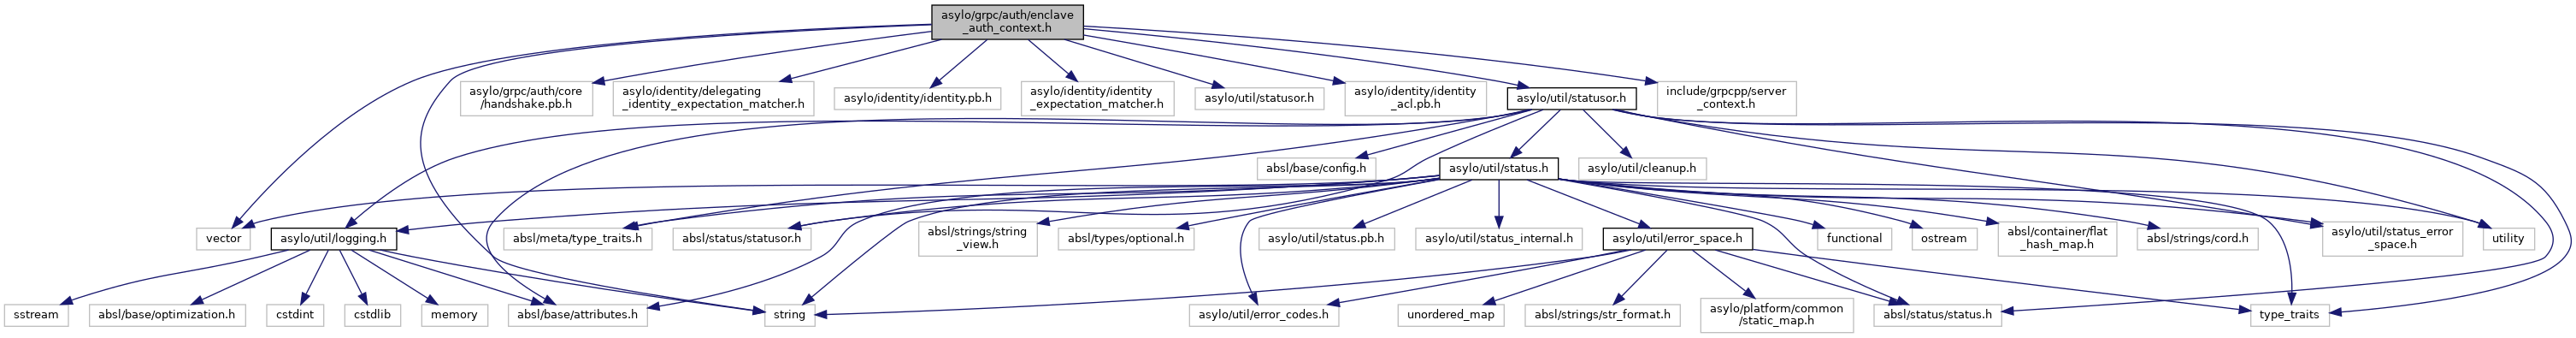 asylo/grpc/auth/enclave
_auth_context.h
asylo/grpc/auth/core
/handshake.pb.h
asylo/identity/delegating
_identity_expectation_matcher.h
asylo/identity/identity.pb.h
asylo/identity/identity
_expectation_matcher.h
asylo/util/statusor.h
asylo/identity/identity
_acl.pb.h
asylo/util/statusor.h
include/grpcpp/server
_context.h
absl/base/config.h
asylo/util/status.h
asylo/util/cleanup.h
vector
asylo/util/logging.h
absl/meta/type_traits.h
absl/status/statusor.h
absl/strings/string
_view.h
absl/types/optional.h
asylo/util/status.pb.h
asylo/util/status_internal.h
asylo/util/error_space.h
functional
ostream
absl/container/flat
_hash_map.h
absl/strings/cord.h
asylo/util/status_error
_space.h
utility
sstream
absl/base/optimization.h
cstdint
cstdlib
memory
absl/base/attributes.h
string
asylo/util/error_codes.h
unordered_map
absl/strings/str_format.h
asylo/platform/common
/static_map.h
absl/status/status.h
type_traits